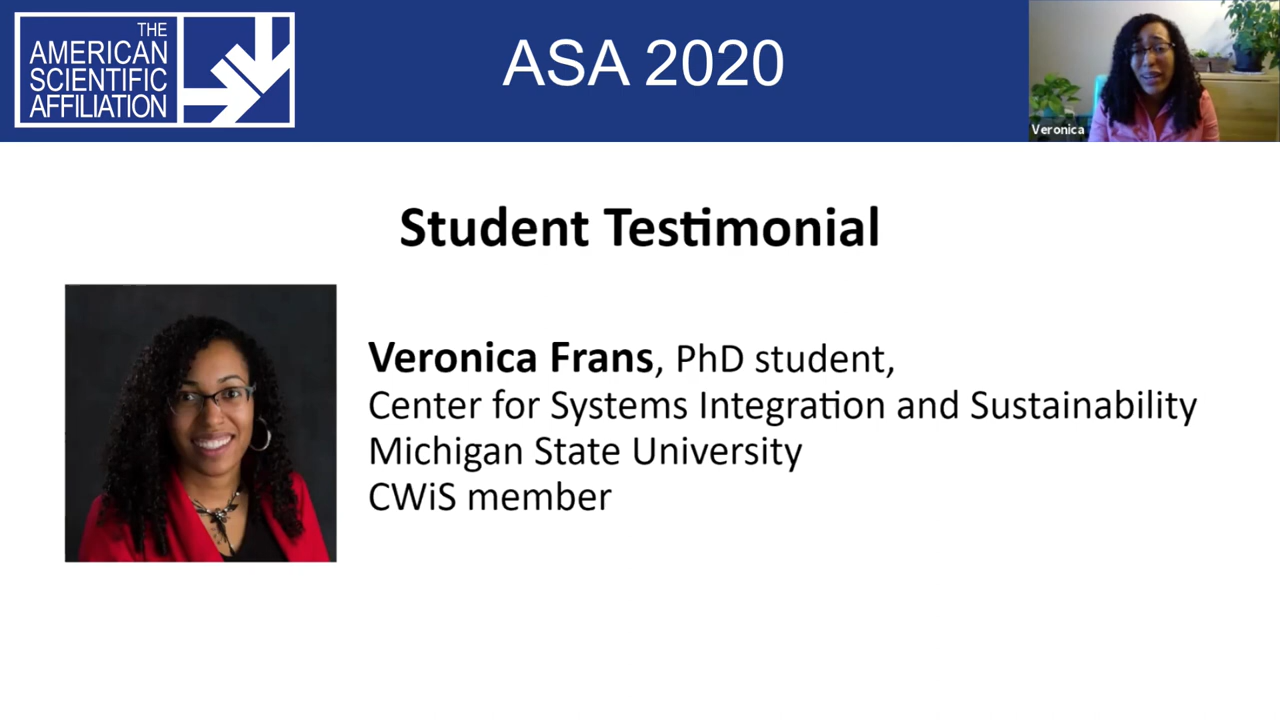 THE
AMERICAN
SCIENTIFIC
AFFILIATION
ASA 2020
Veronica
Student Testimonial
Veronica Frans, PhD student,
Center for Systems Integration and Sustainability
Michigan State University
CWiS member